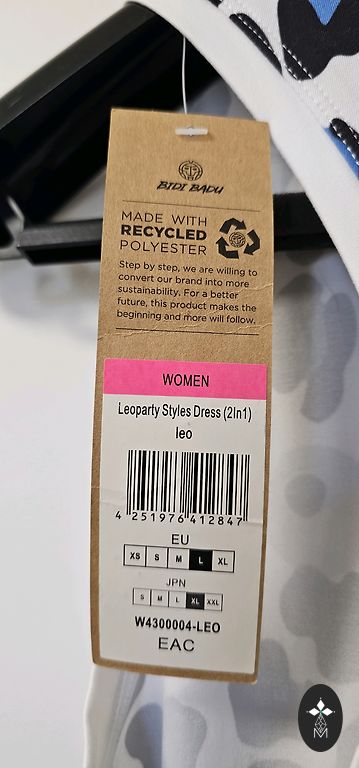 BIDI BADU
MADE WITH
RECYCLED
POLYESTER
Step by step, we are willing to
convert our brand into more
sustainability. For a better
future, this product makes the
beginning and more will follow.
WOMEN
Leoparty Styles Dress (2In1)
leo
4 251976 412847
EU
XS S M L XL
JPN
S M L XL XXL
W4300004-LEO
EAC
M